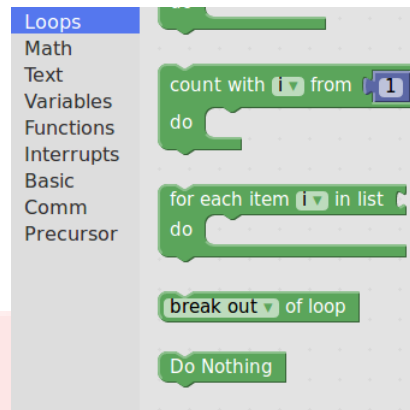 Loops
Math
Text
Variables
Functions
Interrupts
Basic
Comm
Precursor
count with i from 1
do
for each item i in list
do
break out of loop
Do Nothing